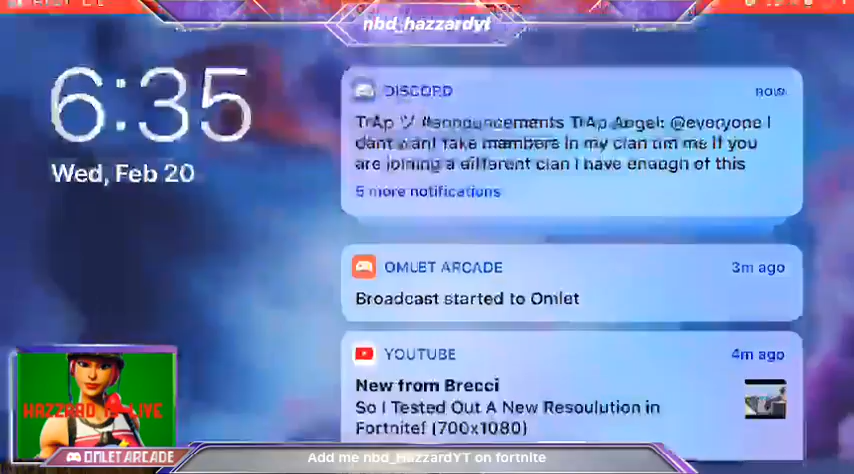 nbd_hazzardyt
6:35
Wed, Feb 20
DISCORD
now
TrAp #announcements TrAp Angel: @everyone I
dont want fake members in my clan tm me if you
are joining a different clan I have enough of this
5 more notifications
OMLET ARCADE
3m ago
Broadcast started to Omlet
YOUTUBE
4m ago
New from Brecci
So I Tested Out A New Resoulution in
Fortnite! (700x1080)
HAZZARD IS LIVE
OMLET ARCADE
Add me nbd_HazzardYT on fortnite